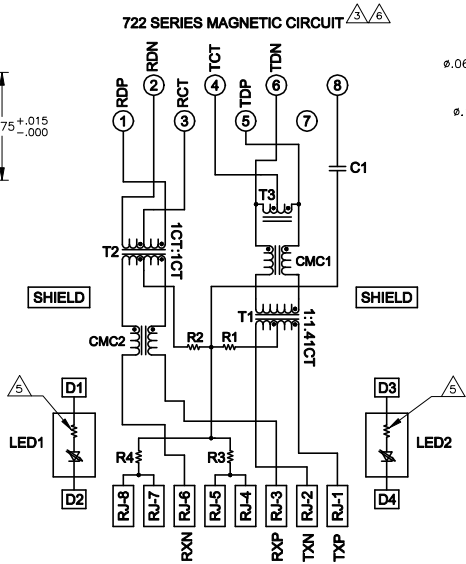 722 SERIES MAGNETIC CIRCUIT
3 6
RDP
RDN
RCT
TCT
TDP
TDN
1
2
3
4
5
6
7
8
ø.06
ø.
75 +.015
-.000
C1
T3
T2
1CT:1CT
CMC1
SHIELD
SHIELD
T1
1:1.41CT
CMC2
R2
R1
5
D1
D3
5
LED1
LED2
D2
D4
R4
R3
RJ-8
RJ-7
RJ-6
RJ-5
RJ-4
RJ-3
RJ-2
RJ-1
RXN
RXP
TXN
TXP